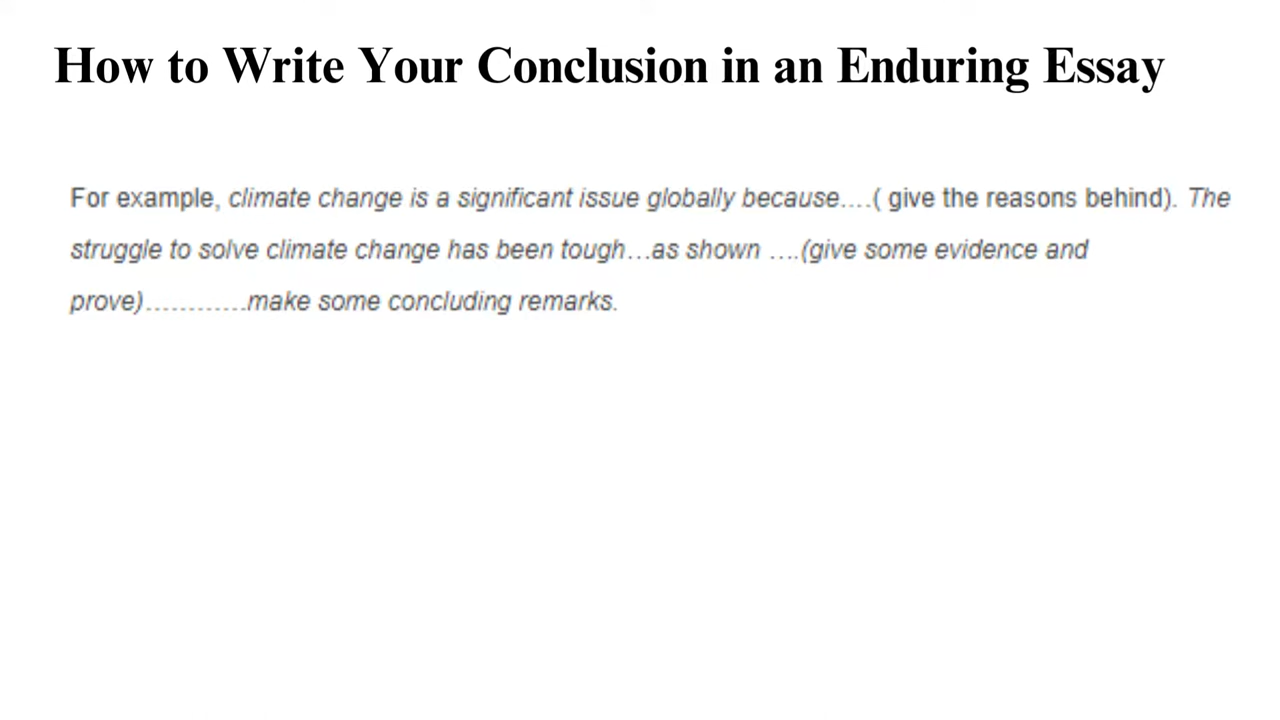 How to Write Your Conclusion in an Enduring Essay
For example, climate change is a significant issue globally because….( give the reasons behind). The
struggle to solve climate change has been tough…as shown ….(give some evidence and
prove)…………make some concluding remarks.